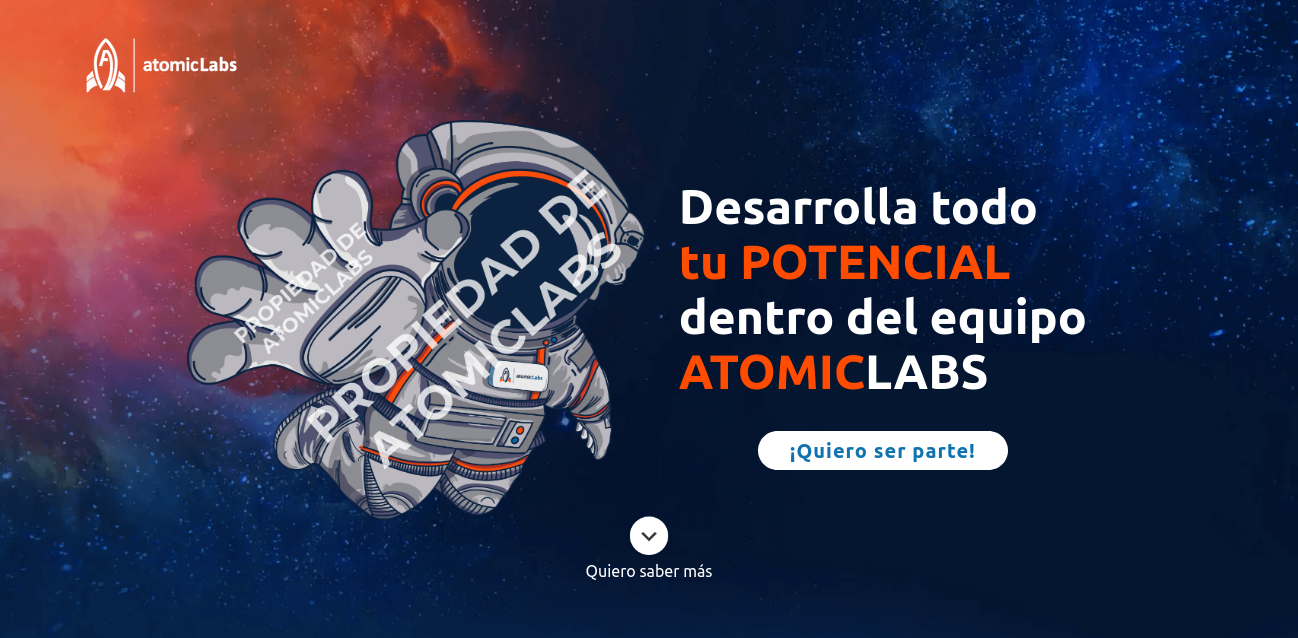 atomicLabs
PROPIEDAD DE
ATOMICLABS
PROPIEDAD DE
ATOMICLABS
atomicLabs
Desarrolla todo
tu POTENCIAL
dentro del equipo
ATOMICLABS
¡Quiero ser parte!
Quiero saber más